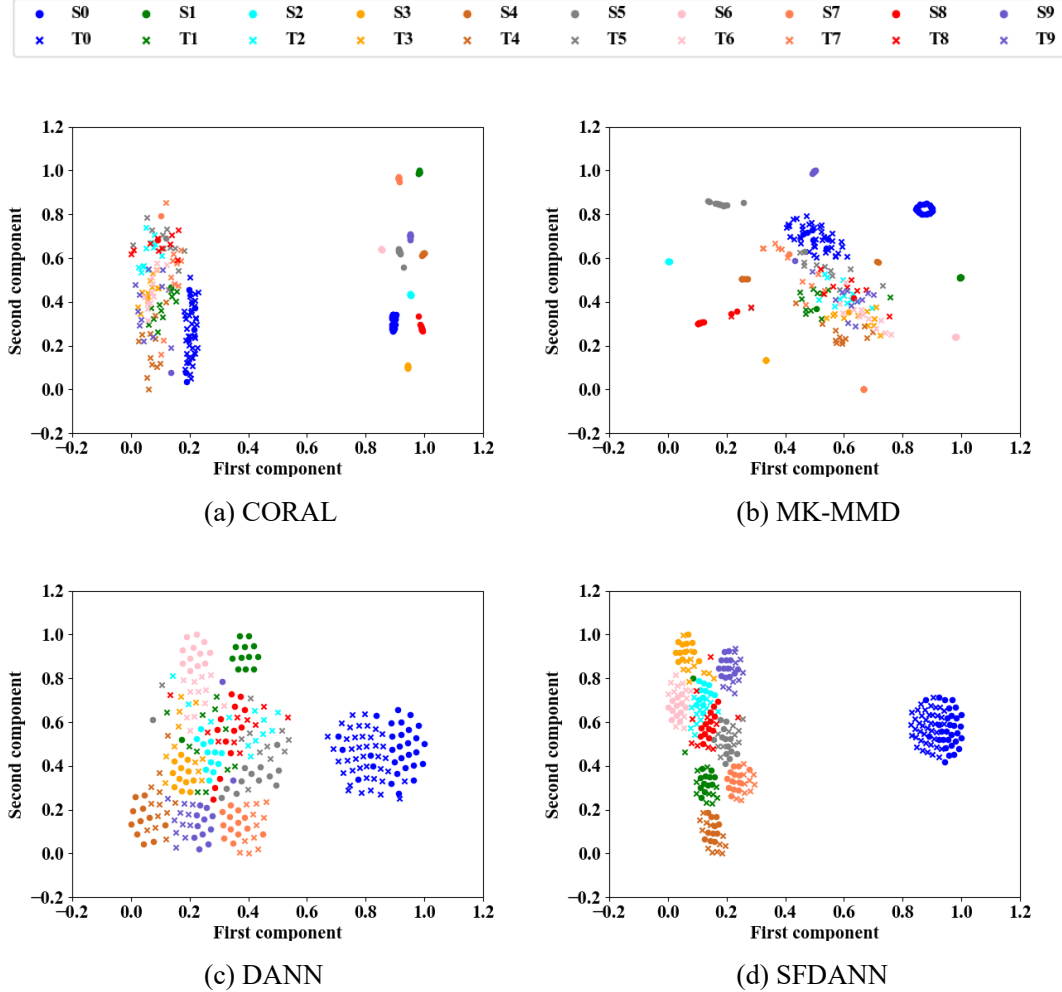 S0 S1 S2 S3 S4 S5 S6 S7 S8 S9
T0 T1 T2 T3 T4 T5 T6 T7 T8 T9
1.2
1.0
0.8
0.6
0.4
0.2
0.0
−0.2
Second component
−0.2 0.0 0.2 0.4 0.6 0.8 1.0 1.2
First component
(a) CORAL
1.2
1.0
0.8
0.6
0.4
0.2
0.0
−0.2
Second component
−0.2 0.0 0.2 0.4 0.6 0.8 1.0 1.2
First component
(b) MK-MMD
1.2
1.0
0.8
0.6
0.4
0.2
0.0
−0.2
Second component
−0.2 0.0 0.2 0.4 0.6 0.8 1.0 1.2
First component
(c) DANN
1.2
1.0
0.8
0.6
0.4
0.2
0.0
−0.2
Second component
−0.2 0.0 0.2 0.4 0.6 0.8 1.0 1.2
First component
(d) SFDANN